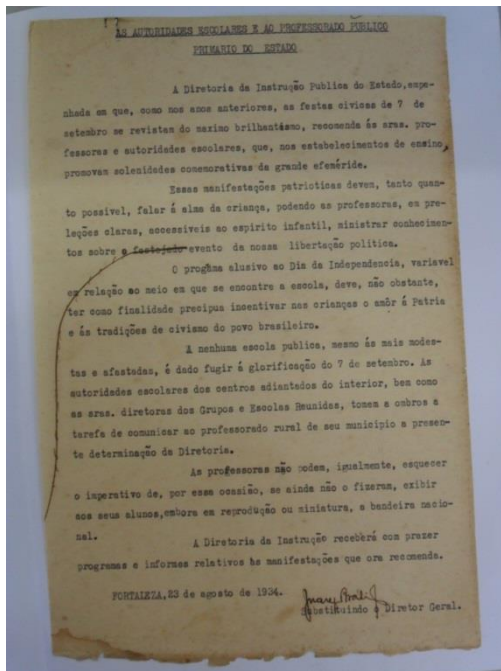 ÁS AUTORIDADES ESCOLARES E AO PROFESSORADO PUBLICO
PRIMARIO DO ESTADO
A Diretoria da Instrução Publica do Estado,empe-
nhada em que, como nos anos anteriores, as festas civicas de 7 de
setembro se revistam do maximo brilhantismo, recomenda ás sras. pro-
fessoras e autoridades escolares, que, nos estabelecimentos de ensino,
promovam solenidades comemorativas da grande efeméride.
Essas manifestações patrioticas devem, tanto quan-
to possivel, falar á alma da criança, podendo as professoras, em pre-
leções claras, accessiveis ao espirito infantil, ministrar conhecimen-
tos sobre o festejado evento da nossa libertação politica.
O progama alusivo ao Dia da Independencia, variavel
em relação ao meio em que se encontre a escola, deve, não obstante,
ter como finalidade precipua incentivar nas crianças o amôr á Patria
e ás tradições de civismo do povo brasileiro.
A nenhuma escola publica, mesmo ás mais modes-
tas e afastadas, é dado fugir á glorificação do 7 de setembro. As
autoridades escolares dos centros adiantados do interior, bem como
as sras. diretoras dos Grupos e Escolas Reunidas, tomem a ombros a
tarefa de comunicar ao professorado rural de seu municipio a presen-
te determinação da Diretoria.
As professoras não podem, igualmente, esquecer
o imperativo de, por essa ocasião, se ainda não o fizeram, exibir
aos seus alunos,embora em reprodução ou miniatura, a bandeira nacio-
nal.
A Diretoria da Instrução receberá com prazer
programas e informes relativos às manifestações que ora recomenda.
FORTALEZA,23 de agosto de 1934.
Substituindo o Diretor Geral.